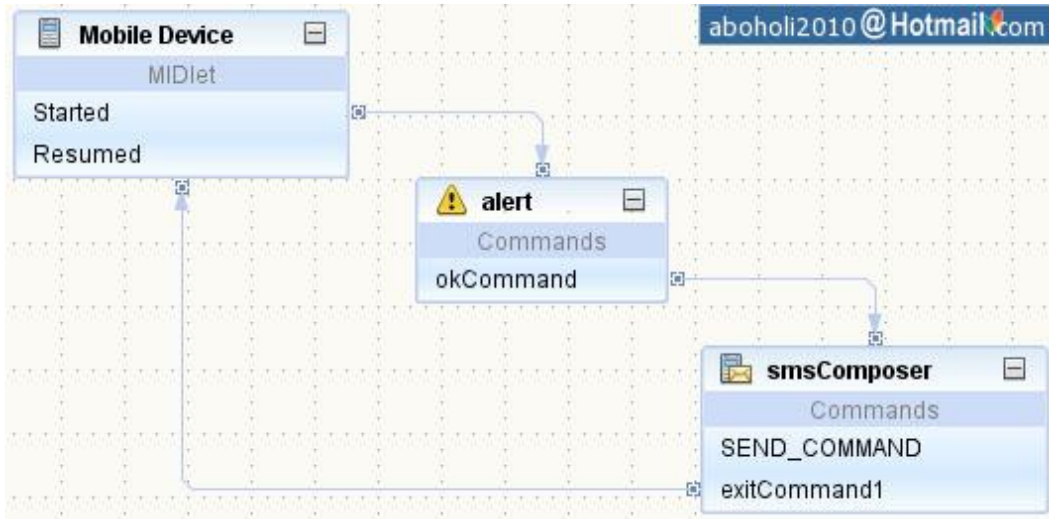 Mobile Device
MIDlet
Started
Resumed
aboholi2010@Hotmail.com
alert
Commands
okCommand
smsComposer
Commands
SEND_COMMAND
exitCommand1